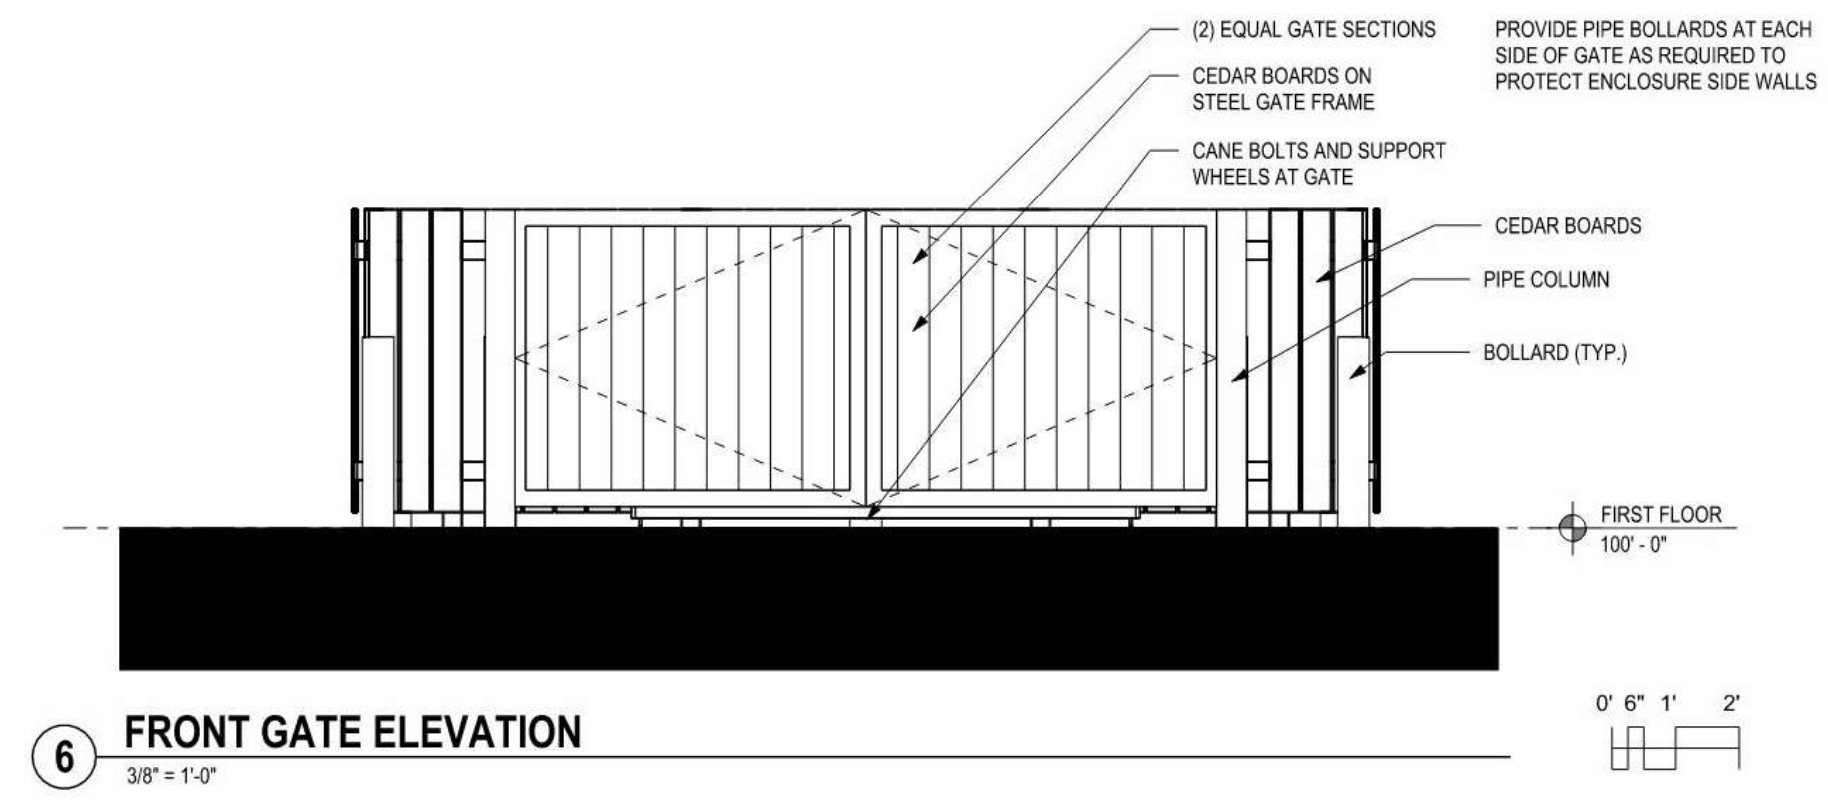 (2) EQUAL GATE SECTIONS
CEDAR BOARDS ON
STEEL GATE FRAME
CANE BOLTS AND SUPPORT
WHEELS AT GATE
PROVIDE PIPE BOLLARDS AT EACH
SIDE OF GATE AS REQUIRED TO
PROTECT ENCLOSURE SIDE WALLS
CEDAR BOARDS
PIPE COLUMN
BOLLARD (TYP.)
FIRST FLOOR
100' - 0"
6
FRONT GATE ELEVATION
3/8" = 1'-0"
0' 6" 1' 2'